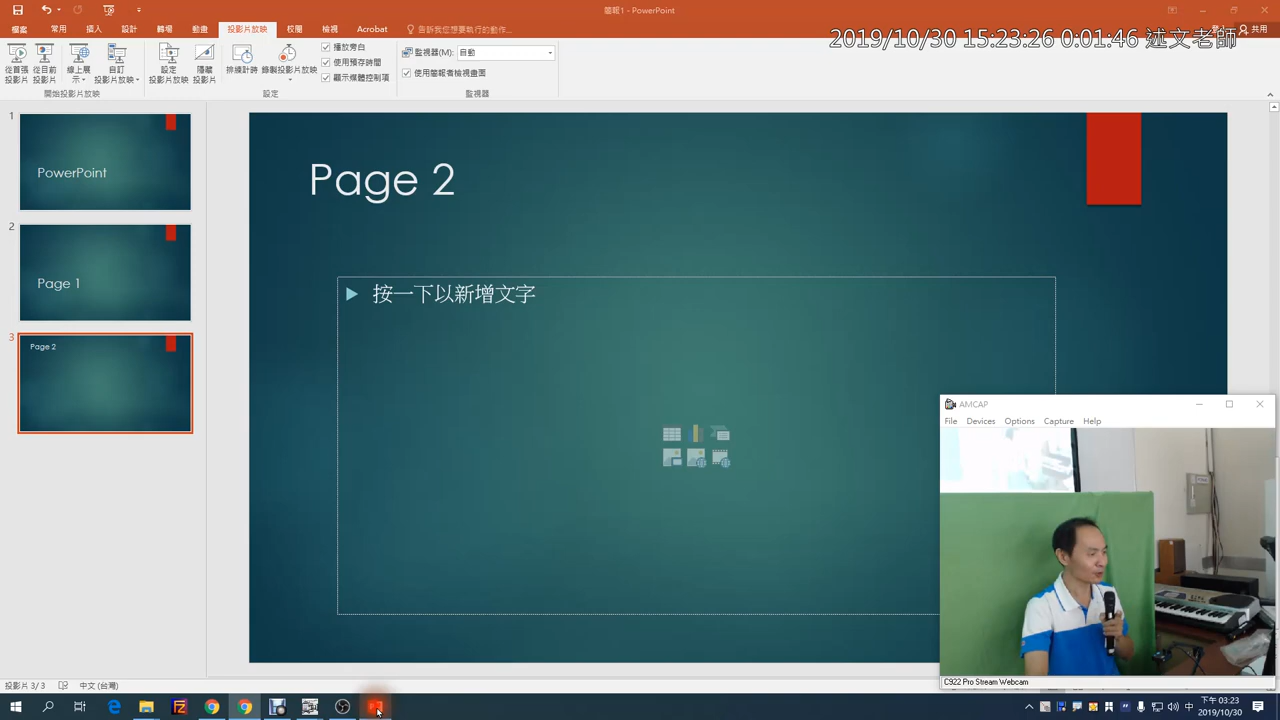 簡報1 - PowerPoint
檔案 常用 插入 設計 轉場 動畫 投影片放映 校閱 檢視 Acrobat 告訴我您想要執行的動作... 共用
2019/10/30 15:23:26 0:01:46 述文老師
從首張投影片
從目前投影片
線上展示
自訂投影片放映
設定投影片放映
隱藏投影片
排練計時
錄製投影片放映
播放旁白
使用預存時間
顯示媒體控制項
監視器(M): 自動
使用簡報者檢視畫面
開始投影片放映 設定 監視器
1
PowerPoint
2
Page 1
3
Page 2
Page 2
按一下以新增文字
AMCAP
File Devices Options Capture Help
C922 Pro Stream Webcam
投影片 3/3 中文 (台灣)
中
下午 03:23
2019/10/30